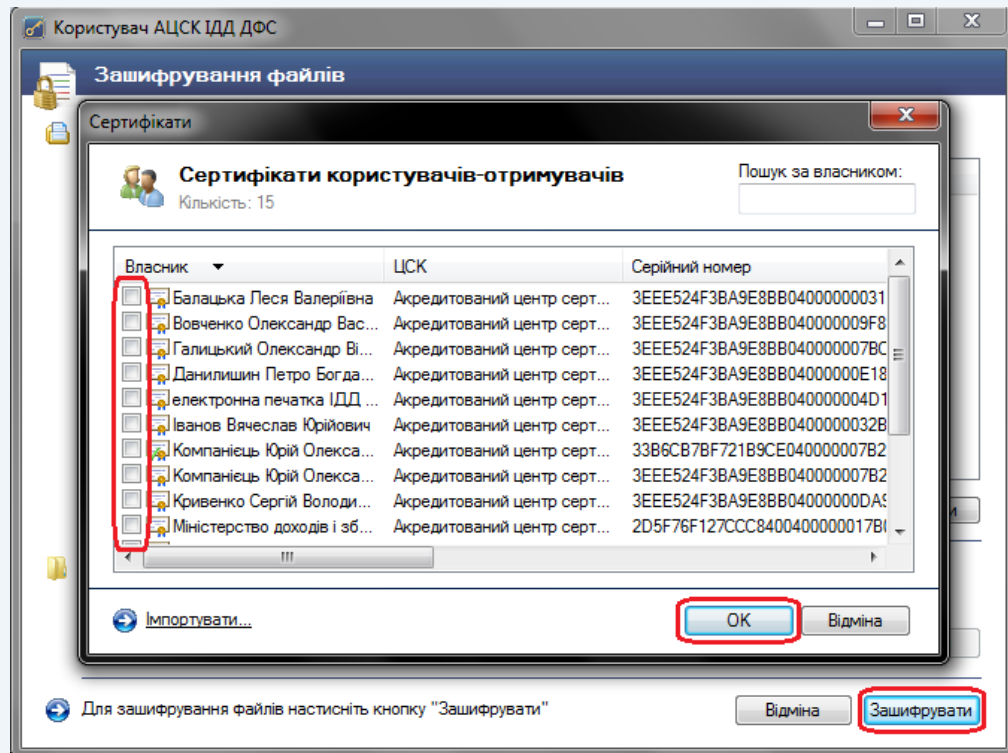 Користувач АЦСК ІДД ДФС
Зашифрування файлів
Сертифікати
Сертифікати користувачів-отримувачів
Кількість: 15
Пошук за власником:
Власник ЦСК Серійний номер
Балацька Леся Валеріївна Акредитований центр серт... 3EEE524F3BA9E8BB04000000031
Вовченко Олександр Вас... Акредитований центр серт... 3EEE524F3BA9E8BB040000009F8
Галицький Олександр Ві... Акредитований центр серт... 3EEE524F3BA9E8BB040000007BC
Данилишин Петро Богда... Акредитований центр серт... 3EEE524F3BA9E8BB04000000E18
електронна печатка ІДД ... Акредитований центр серт... 3EEE524F3BA9E8BB040000004D1
Іванов Вячеслав Юрійович Акредитований центр серт... 3EEE524F3BA9E8BB040000032B
Компанієць Юрій Олекса... Акредитований центр серт... 33B6CB7BF721B9CE040000007B2
Компанієць Юрій Олекса... Акредитований центр серт... 3EEE524F3BA9E8BB040000007B2
Кривенко Сергій Володи... Акредитований центр серт... 3EEE524F3BA9E8BB04000000DA
Міністерство доходів і зб... Акредитований центр серт... 2D5F76F127CCC8400400000017B
Імпортувати...
OK Відміна
Для зашифрування файлів настисніть кнопку "Зашифрувати"
Відміна Зашифрувати